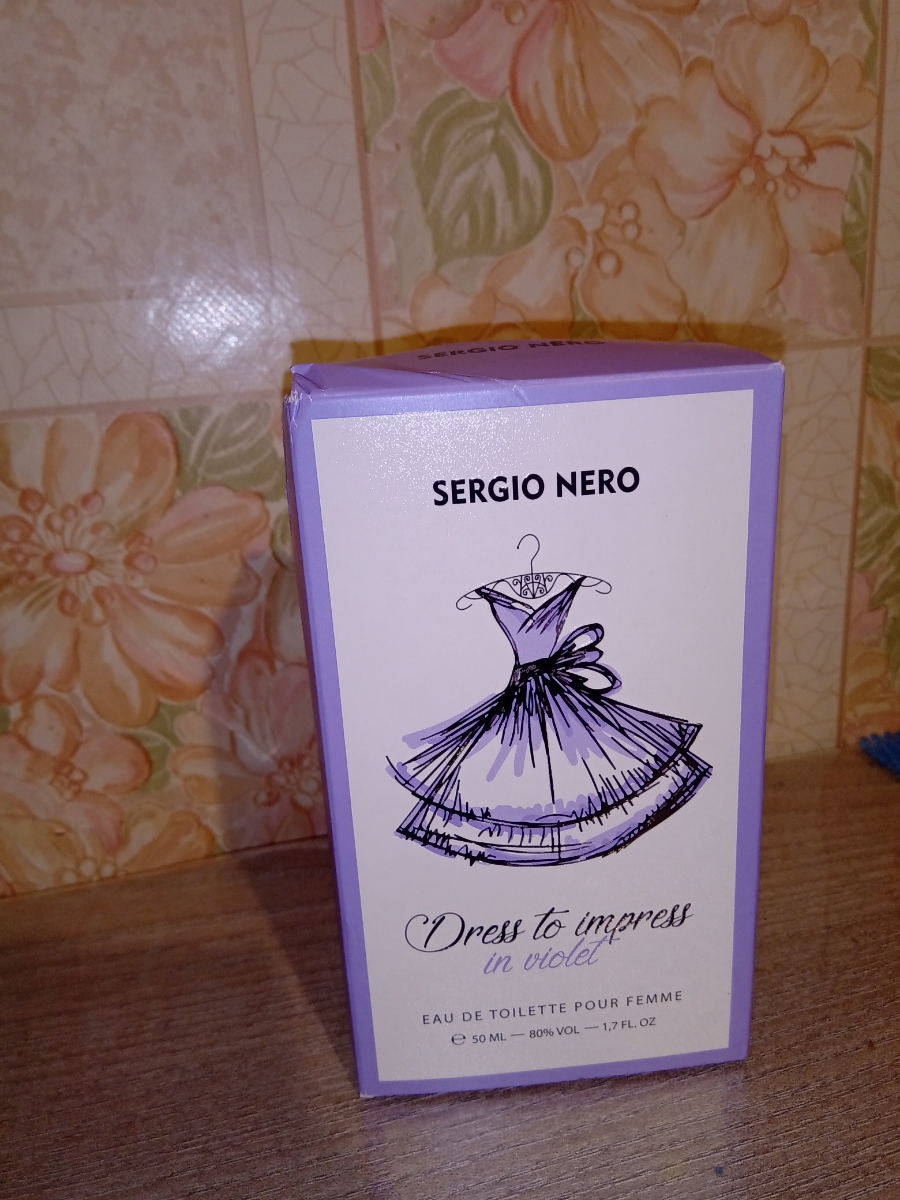 SERGIO NERO
SERGIO NERO
Dress to impress
in violet
EAU DE TOILETTE POUR FEMME
℮ 50 ML — 80% VOL — 1,7 FL. OZ